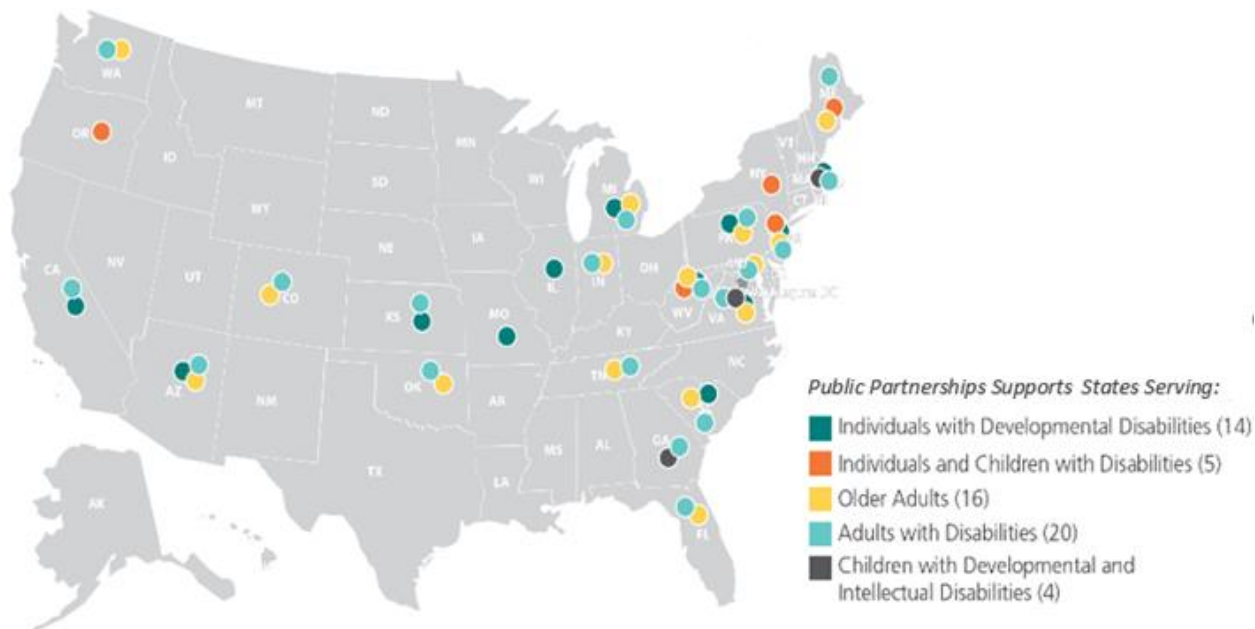 WA
MT
ND
MN
OR
ID
SD
WI
MI
WY
IA
NE
CA
NV
UT
CO
IL
IN
OH
KS
MO
WV
VA
KY
AZ
NM
OK
TN
NC
AR
MS
AL
GA
TX
LA
FL
AK
VT
NH
NY
CT
Public Partnerships Supports States Serving:
Individuals with Developmental Disabilities (14)
Individuals and Children with Disabilities (5)
Older Adults (16)
Adults with Disabilities (20)
Children with Developmental and
Intellectual Disabilities (4)